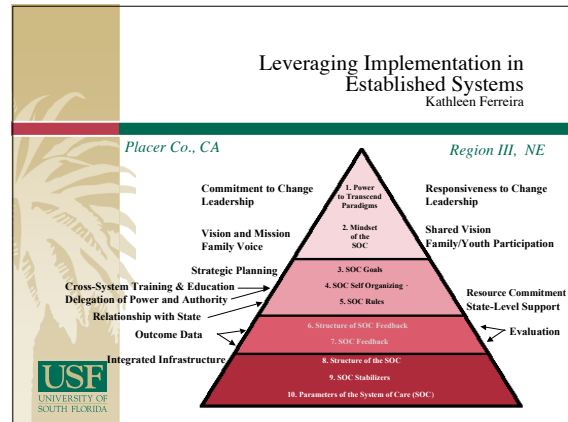 Leveraging Implementation in
Established Systems
Kathleen Ferreira
Placer Co., CA
Region III, NE
Commitment to Change
Leadership
Vision and Mission
Family Voice
Strategic Planning
Cross-System Training & Education
Delegation of Power and Authority
Relationship with State
Outcome Data
Integrated Infrastructure
1. Power
to Transcend
Paradigms
2. Mindset
of the
SOC
3. SOC Goals
4. SOC Self Organizing
5. SOC Rules
6. Structure of SOC Feedback
7. SOC Feedback
8. Structure of the SOC
9. SOC Stabilizers
10. Parameters of the System of Care (SOC)
Responsiveness to Change
Leadership
Shared Vision
Family/Youth Participation
Resource Commitment
State-Level Support
Evaluation
USF
UNIVERSITY OF
SOUTH FLORIDA